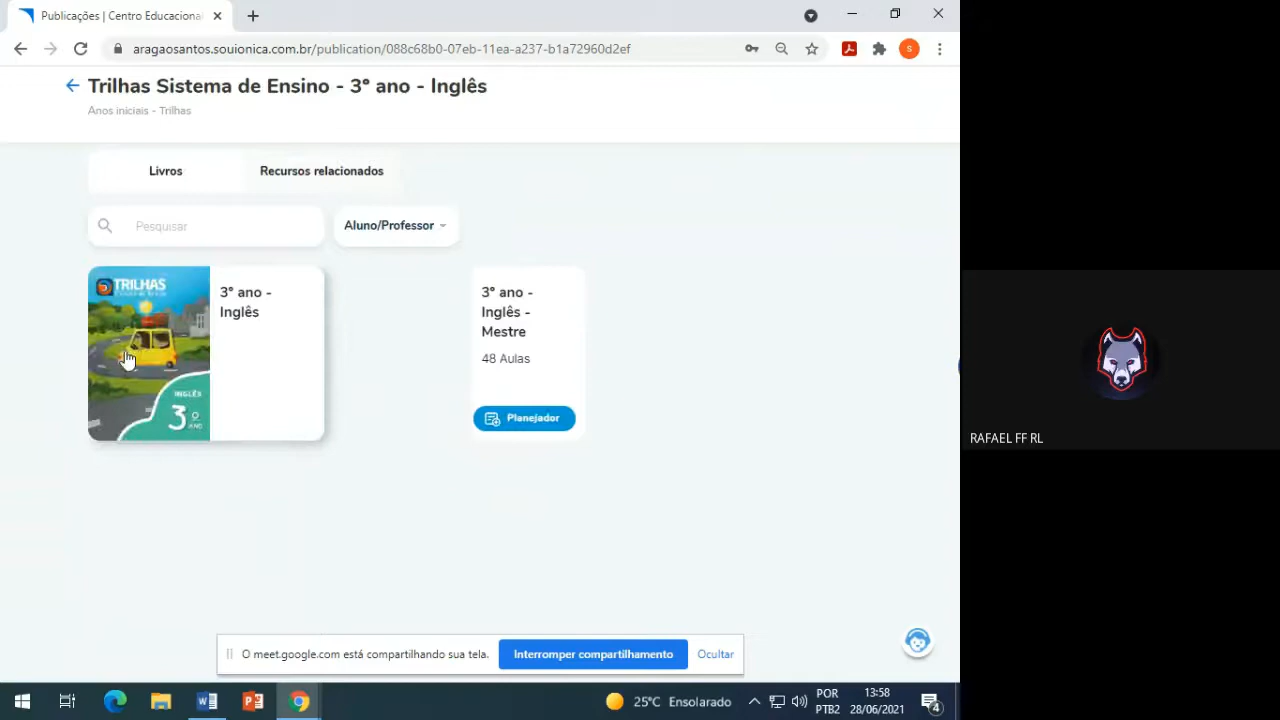 Publicações | Centro Educaciona
aragaosantos.souionica.com.br/publication/088c68b0-07eb-11ea-a237-b1a72960d2ef
S
Trilhas Sistema de Ensino - 3º ano - Inglês
Anos iniciais - Trilhas
Livros
Recursos relacionados
Pesquisar
Aluno/Professor
TRILHAS
INGLÊS
3º
ANO
3º ano -
Inglês
3º ano -
Inglês -
Mestre
48 Aulas
Planejador
RAFAEL FF RL
O meet.google.com está compartilhando sua tela.
Interromper compartilhamento
Ocultar
25°C Ensolarado
POR
PTB2
13:58
28/06/2021
4